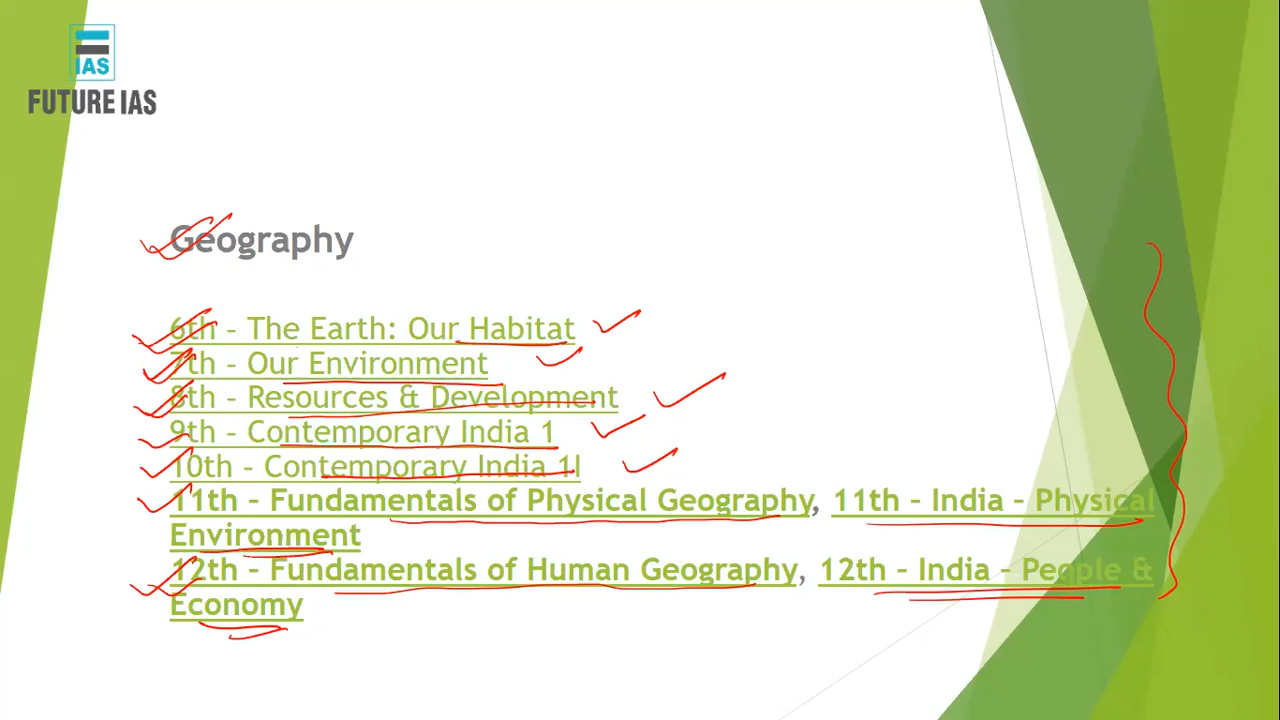 IAS
FUTURE IAS
Geography
6th - The Earth: Our Habitat
7th - Our Environment
8th - Resources & Development
9th - Contemporary India 1
10th - Contemporary India 1I
11th - Fundamentals of Physical Geography, 11th - India - Physical
Environment
12th - Fundamentals of Human Geography, 12th - India - People &
Economy